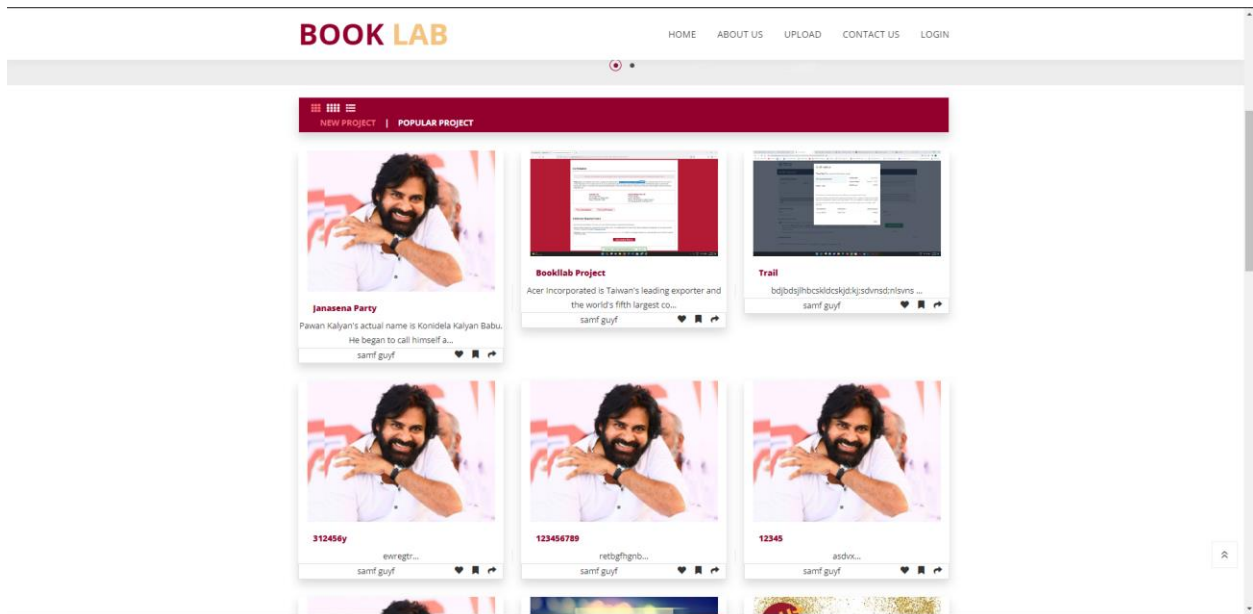 BOOK LAB
HOME ABOUT US UPLOAD CONTACT US LOGIN
NEW PROJECT | POPULAR PROJECT
Janasena Party
Pawan Kalyan's actual name is Konidela Kalyan Babu.
He began to call himself a...
samf guyf
Bookllab Project
Acer Incorporated is Taiwan's leading exporter and
the world's fifth largest co...
samf guyf
Trail
bdjbdsjlhbcskldcskjd;kj;sdvnsd;nlsvns ...
samf guyf
312456y
ewregtr...
samf guyf
123456789
retbgfhgnb...
samf guyf
12345
asdvx...
samf guyf